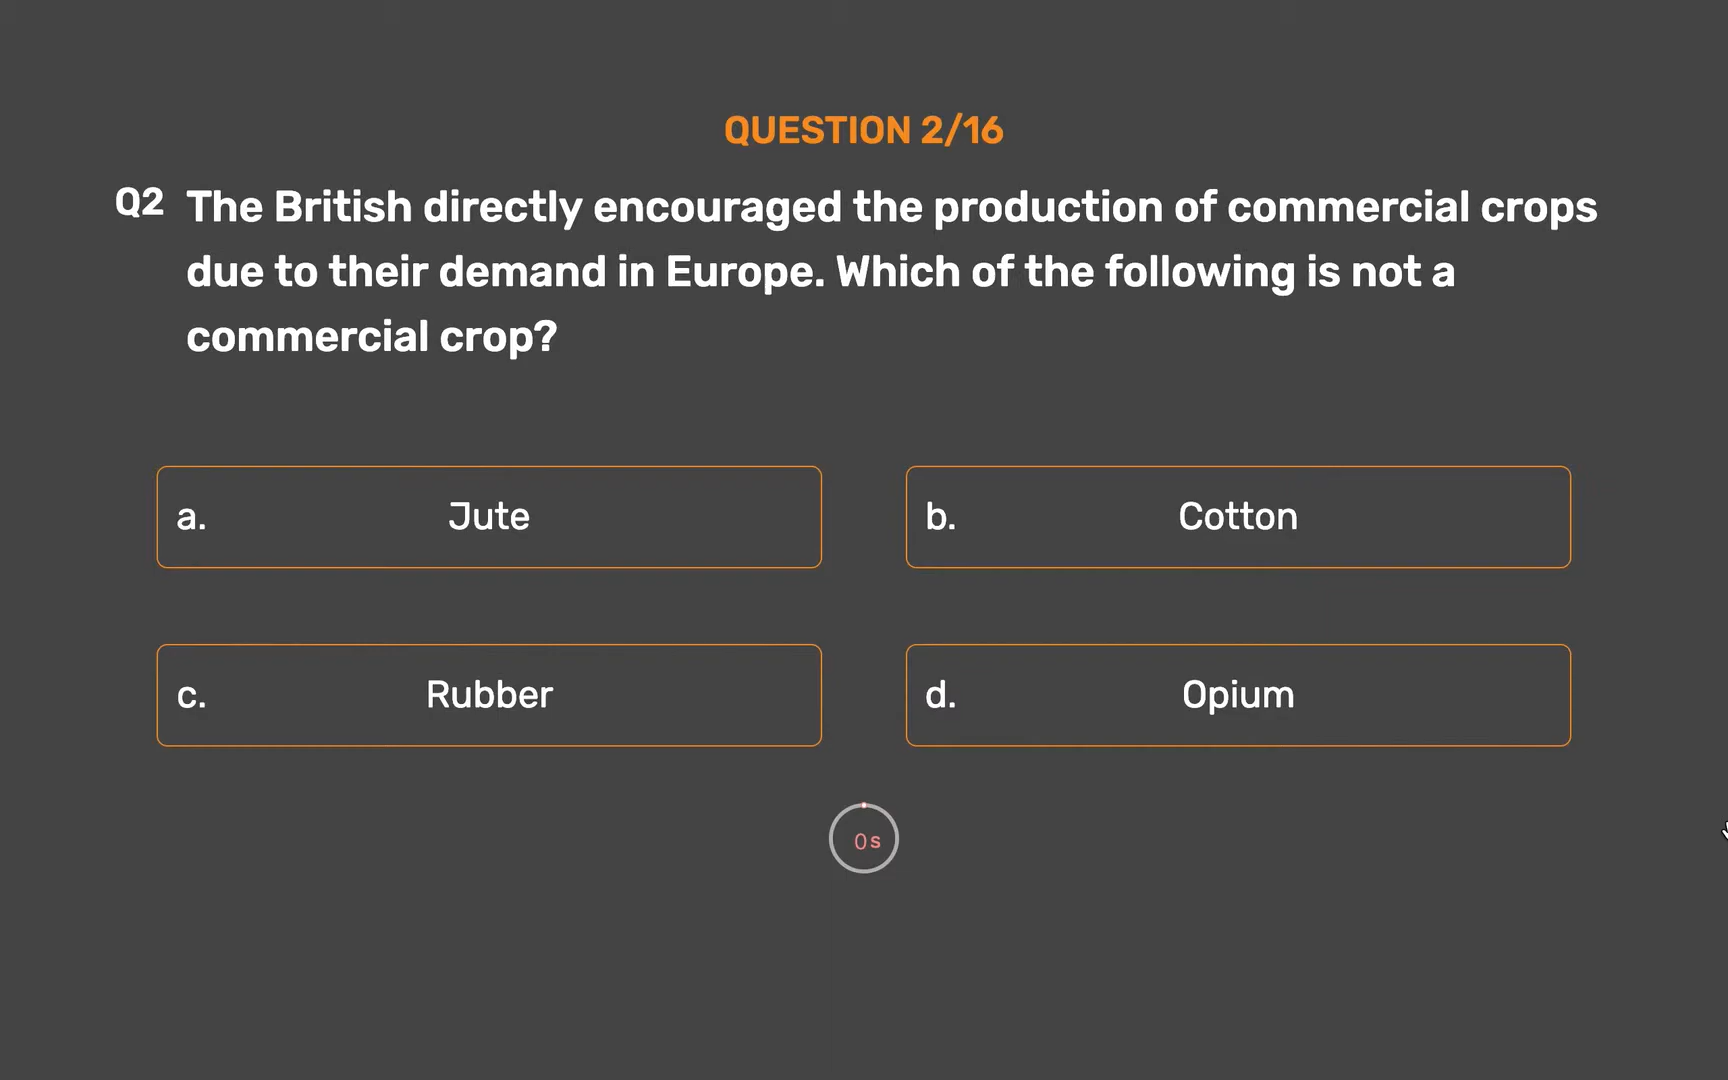 QUESTION 2/16
Q2 The British directly encouraged the production of commercial crops
due to their demand in Europe. Which of the following is not a
commercial crop?
a. Jute
b. Cotton
c. Rubber
d. Opium
0s